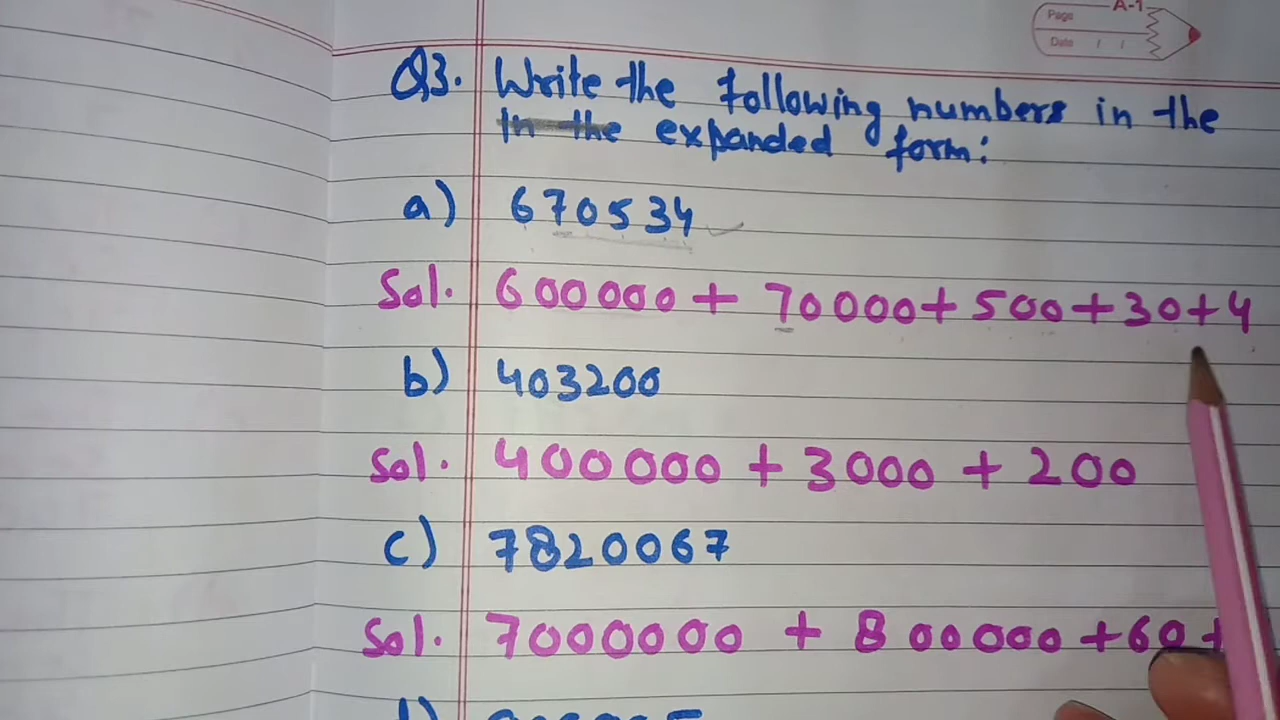 A-1
Page
Date / /
Q3. Write the following numbers in the
In the expanded form:
a) 670534
Sol. 600000 + 70000 + 500 + 30 + 4
b) 403200
Sol. 400000 + 3000 + 200
c) 7820067
Sol. 7000000 + 800000 + 60 +
d)